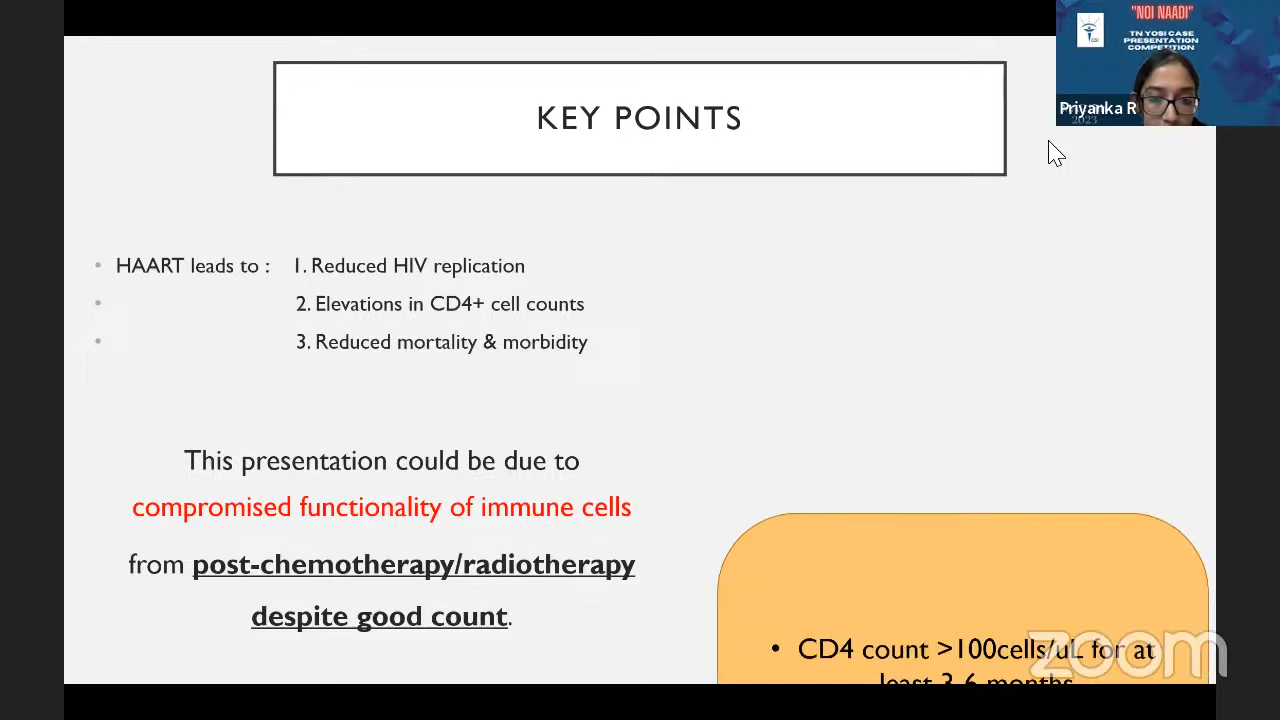 "NOI NAADI"
TN YOSI CASE
PRESENTATION
COMPETITION
Priyanka R
2023
KEY POINTS
• HAART leads to : 1. Reduced HIV replication
• 2. Elevations in CD4+ cell counts
• 3. Reduced mortality & morbidity
This presentation could be due to
compromised functionality of immune cells
from post-chemotherapy/radiotherapy
despite good count.
• CD4 count >100cells/uL for at
least 3-6 months
zoom